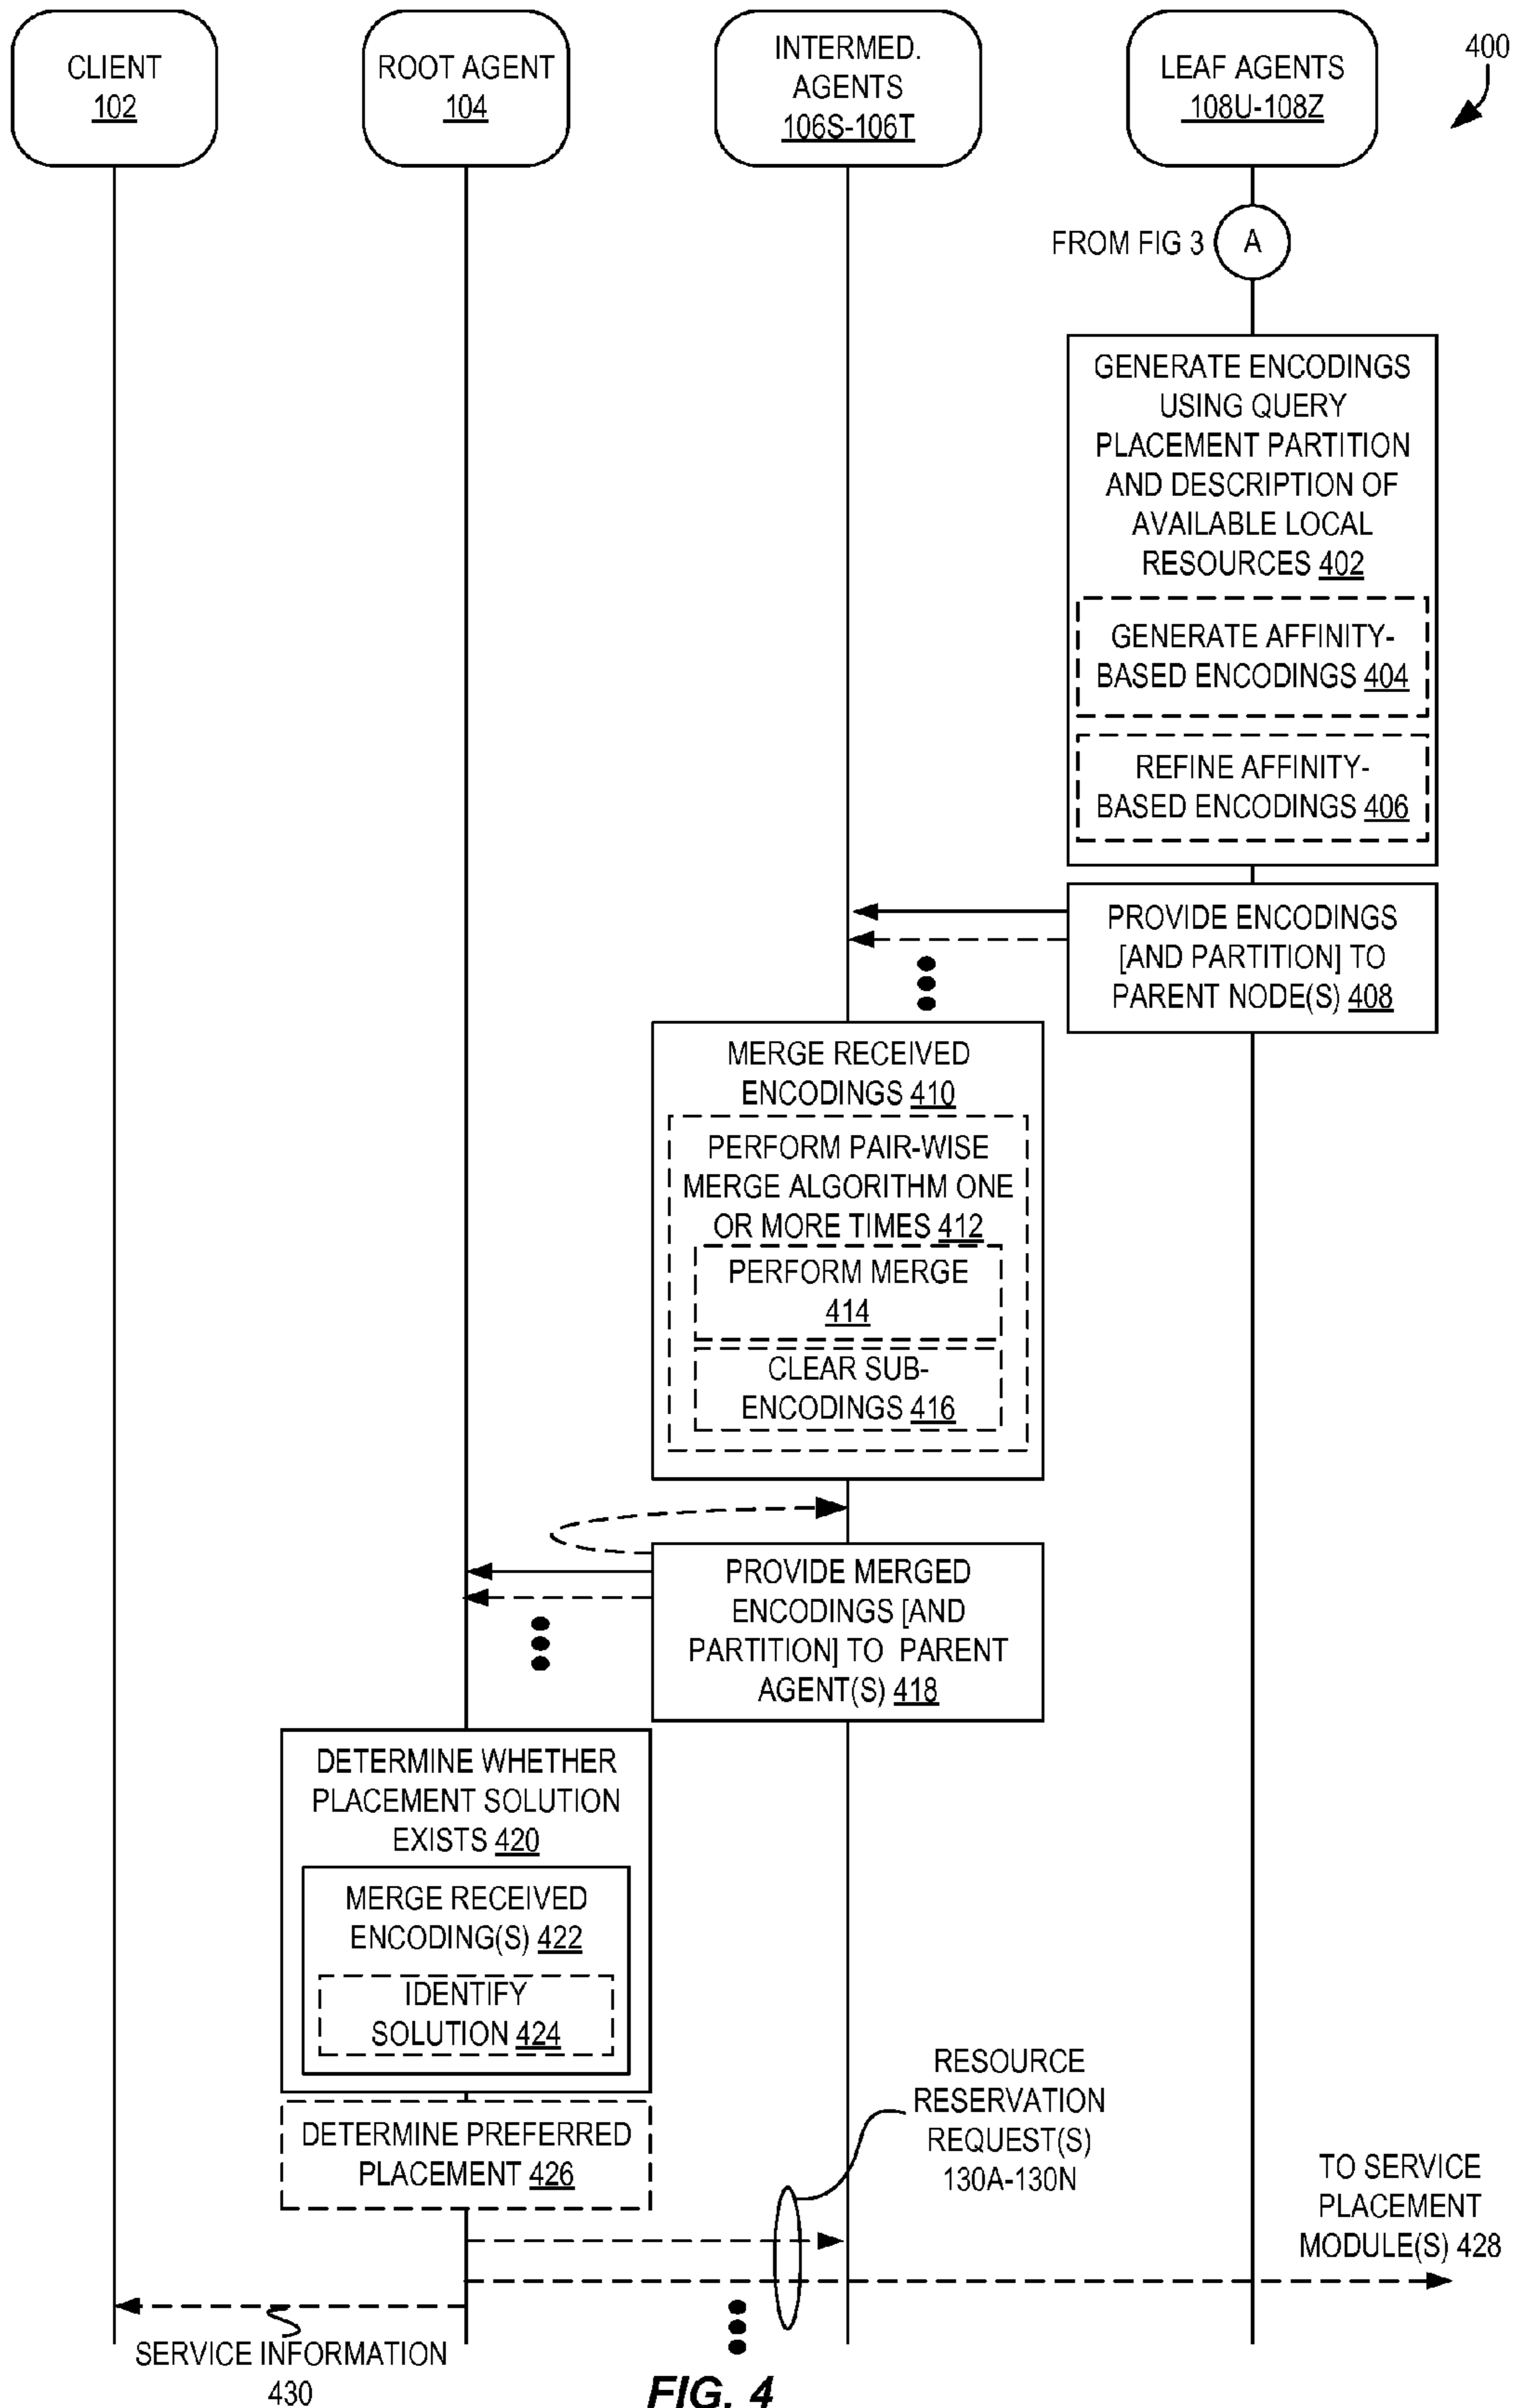 CLIENT
102
ROOT AGENT
104
INTERMED.
AGENTS
106S-106T
LEAF AGENTS
108U-108Z
400
FROM FIG 3
A
GENERATE ENCODINGS
USING QUERY
PLACEMENT PARTITION
AND DESCRIPTION OF
AVAILABLE LOCAL
RESOURCES 402
GENERATE AFFINITY-
BASED ENCODINGS 404
REFINE AFFINITY-
BASED ENCODINGS 406
PROVIDE ENCODINGS
[AND PARTITION] TO
PARENT NODE(S) 408
MERGE RECEIVED
ENCODINGS 410
PERFORM PAIR-WISE
MERGE ALGORITHM ONE
OR MORE TIMES 412
PERFORM MERGE
414
CLEAR SUB-
ENCODINGS 416
PROVIDE MERGED
ENCODINGS [AND
PARTITION] TO PARENT
AGENT(S) 418
DETERMINE WHETHER
PLACEMENT SOLUTION
EXISTS 420
MERGE RECEIVED
ENCODING(S) 422
IDENTIFY
SOLUTION 424
DETERMINE PREFERRED
PLACEMENT 426
RESOURCE
RESERVATION
REQUEST(S)
130A-130N
TO SERVICE
PLACEMENT
MODULE(S) 428
SERVICE INFORMATION
430
FIG. 4